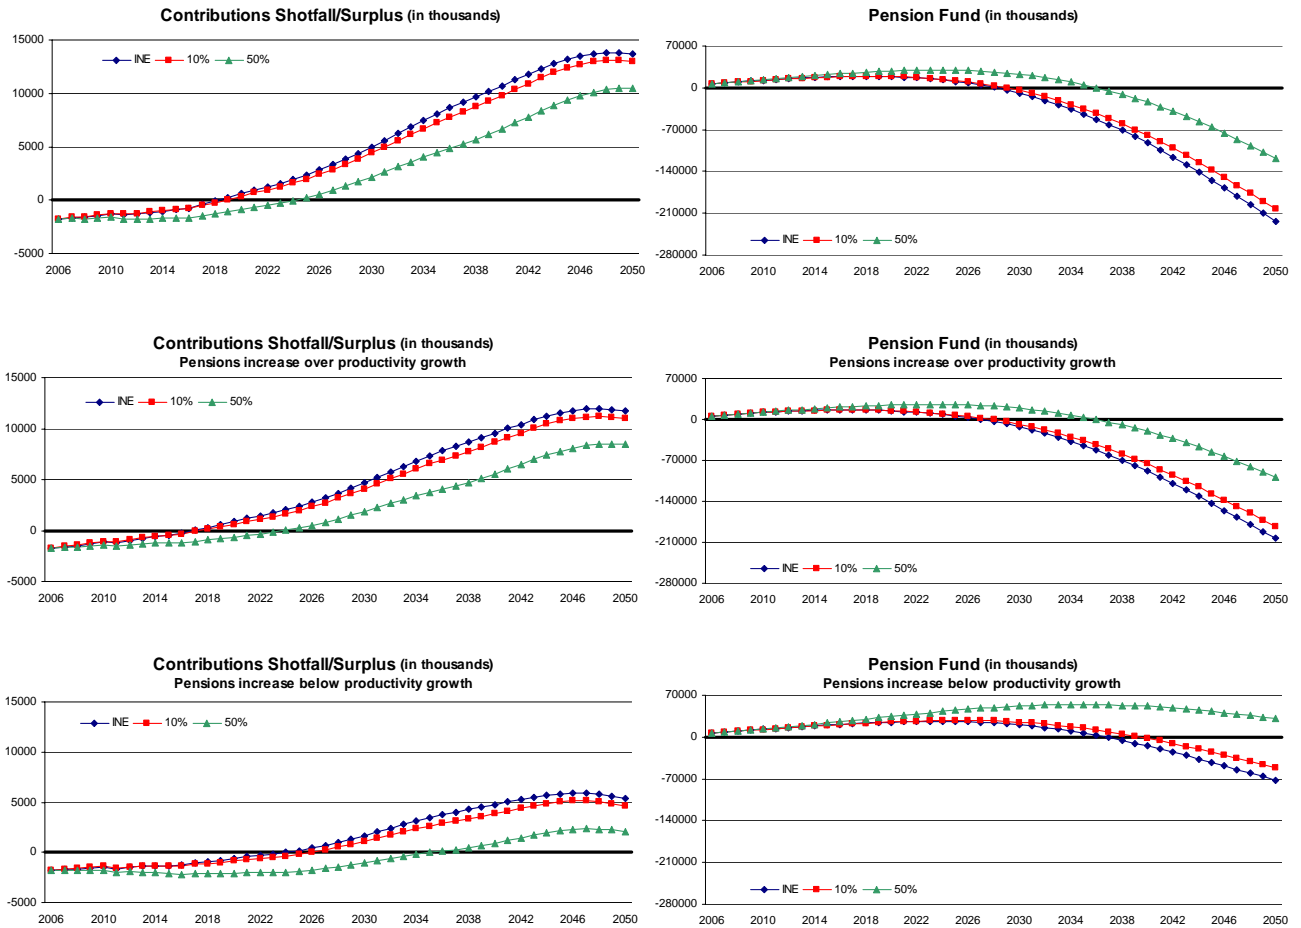 Contributions Shotfall/Surplus (in thousands)
15000
10000
5000
0
-5000
INE 10% 50%
2006 2010 2014 2018 2022 2026 2030 2034 2038 2042 2046 2050
Pension Fund (in thousands)
70000
0
-70000
-140000
-210000
-280000
INE 10% 50%
2006 2010 2014 2018 2022 2026 2030 2034 2038 2042 2046 2050
Contributions Shotfall/Surplus (in thousands)
Pensions increase over productivity growth
15000
10000
5000
0
-5000
INE 10% 50%
2006 2010 2014 2018 2022 2026 2030 2034 2038 2042 2046 2050
Pension Fund (in thousands)
Pensions increase over productivity growth
70000
0
-70000
-140000
-210000
-280000
INE 10% 50%
2006 2010 2014 2018 2022 2026 2030 2034 2038 2042 2046 2050
Contributions Shotfall/Surplus (in thousands)
Pensions increase below productivity growth
15000
10000
5000
0
-5000
INE 10% 50%
2006 2010 2014 2018 2022 2026 2030 2034 2038 2042 2046 2050
Pension Fund (in thousands)
Pensions increase below productivity growth
70000
0
-70000
-140000
-210000
-280000
INE 10% 50%
2006 2010 2014 2018 2022 2026 2030 2034 2038 2042 2046 2050